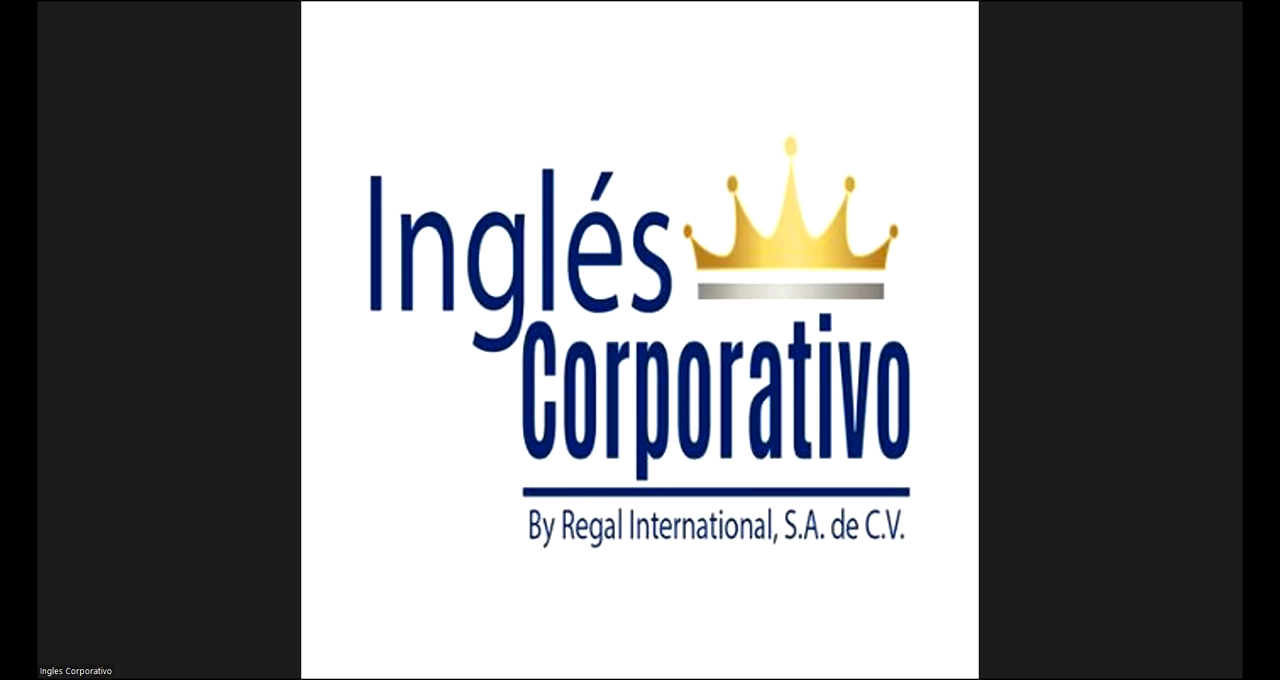 Inglés
Corporativo
By Regal International, S.A. de C.V.
Ingles Corporativo